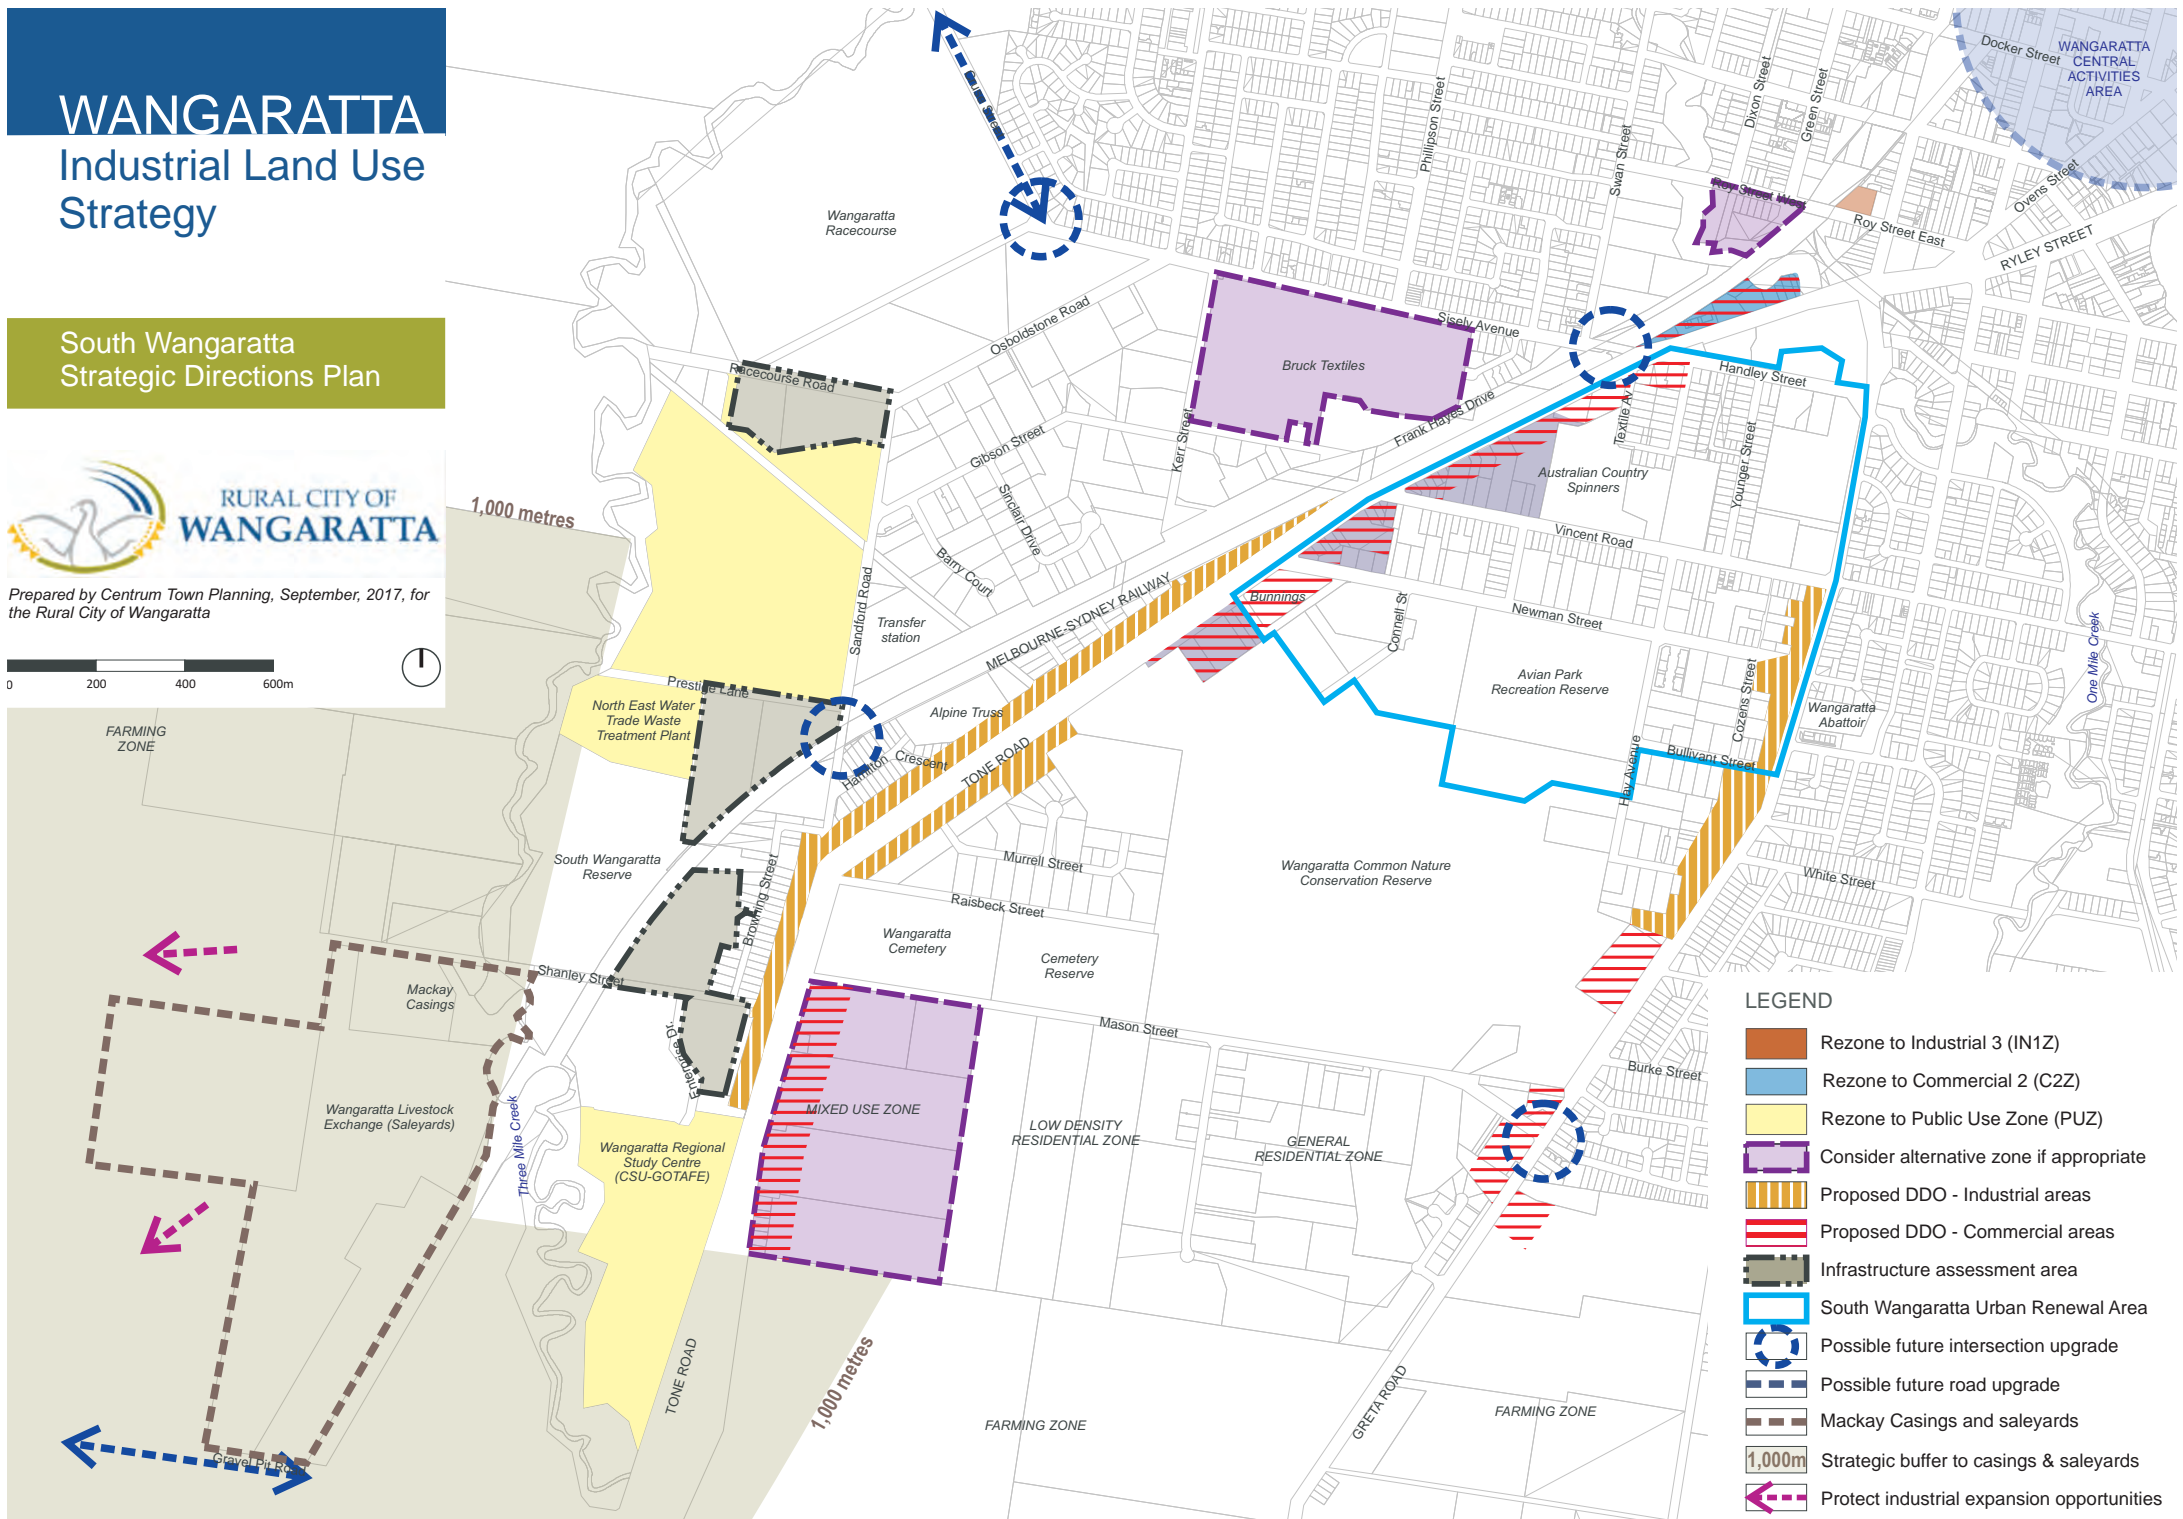 WANGARATTA
Industrial Land Use
Strategy
South Wangaratta
Strategic Directions Plan
RURAL CITY OF
WANGARATTA
Prepared by Centrum Town Planning, September, 2017, for
the Rural City of Wangaratta
0 200 400 600m
WANGARATTA
CENTRAL
ACTIVITIES
AREA
Docker Street
Dixon Street
Green Street
Phillipson Street
Swan Street
Roy Street West
Roy Street East
Ovens Street
RYLEY STREET
Wangaratta
Racecourse
Osboldstone Road
Sisely Avenue
Bruck Textiles
Racecourse Road
Handley Street
Frank Hayes Drive
Textile Av
Kerr Street
Gibson Street
Younger Street
Australian Country
Spinners
1,000 metres
Sinclair Drive
Vincent Road
Barry Court
Sandford Road
MELBOURNE-SYDNEY RAILWAY
Bunnings
Connell St
Newman Street
Transfer
station
One Mile Creek
Prestige Lane
Avian Park
Recreation Reserve
Cozens Street
Wangaratta
Abattoir
North East Water
Trade Waste
Treatment Plant
Alpine Truss
FARMING
ZONE
Hamilton Crescent
TONE ROAD
Hay Avenue
Bullivant Street
South Wangaratta
Reserve
Browning Street
Murrell Street
Wangaratta Common Nature
Conservation Reserve
White Street
Raisbeck Street
Wangaratta
Cemetery
Cemetery
Reserve
Shanley Street
Mackay
Casings
Enterprise Dr.
Mason Street
Burke Street
Wangaratta Livestock
Exchange (Saleyards)
Three Mile Creek
Wangaratta Regional
Study Centre
(CSU-GOTAFE)
MIXED USE ZONE
LOW DENSITY
RESIDENTIAL ZONE
GENERAL
RESIDENTIAL ZONE
TONE ROAD
1,000 metres
FARMING ZONE
GRETA ROAD
FARMING ZONE
Gravel Pit Road
LEGEND
Rezone to Industrial 3 (IN1Z)
Rezone to Commercial 2 (C2Z)
Rezone to Public Use Zone (PUZ)
Consider alternative zone if appropriate
Proposed DDO - Industrial areas
Proposed DDO - Commercial areas
Infrastructure assessment area
South Wangaratta Urban Renewal Area
Possible future intersection upgrade
Possible future road upgrade
Mackay Casings and saleyards
1,000m Strategic buffer to casings & saleyards
Protect industrial expansion opportunities